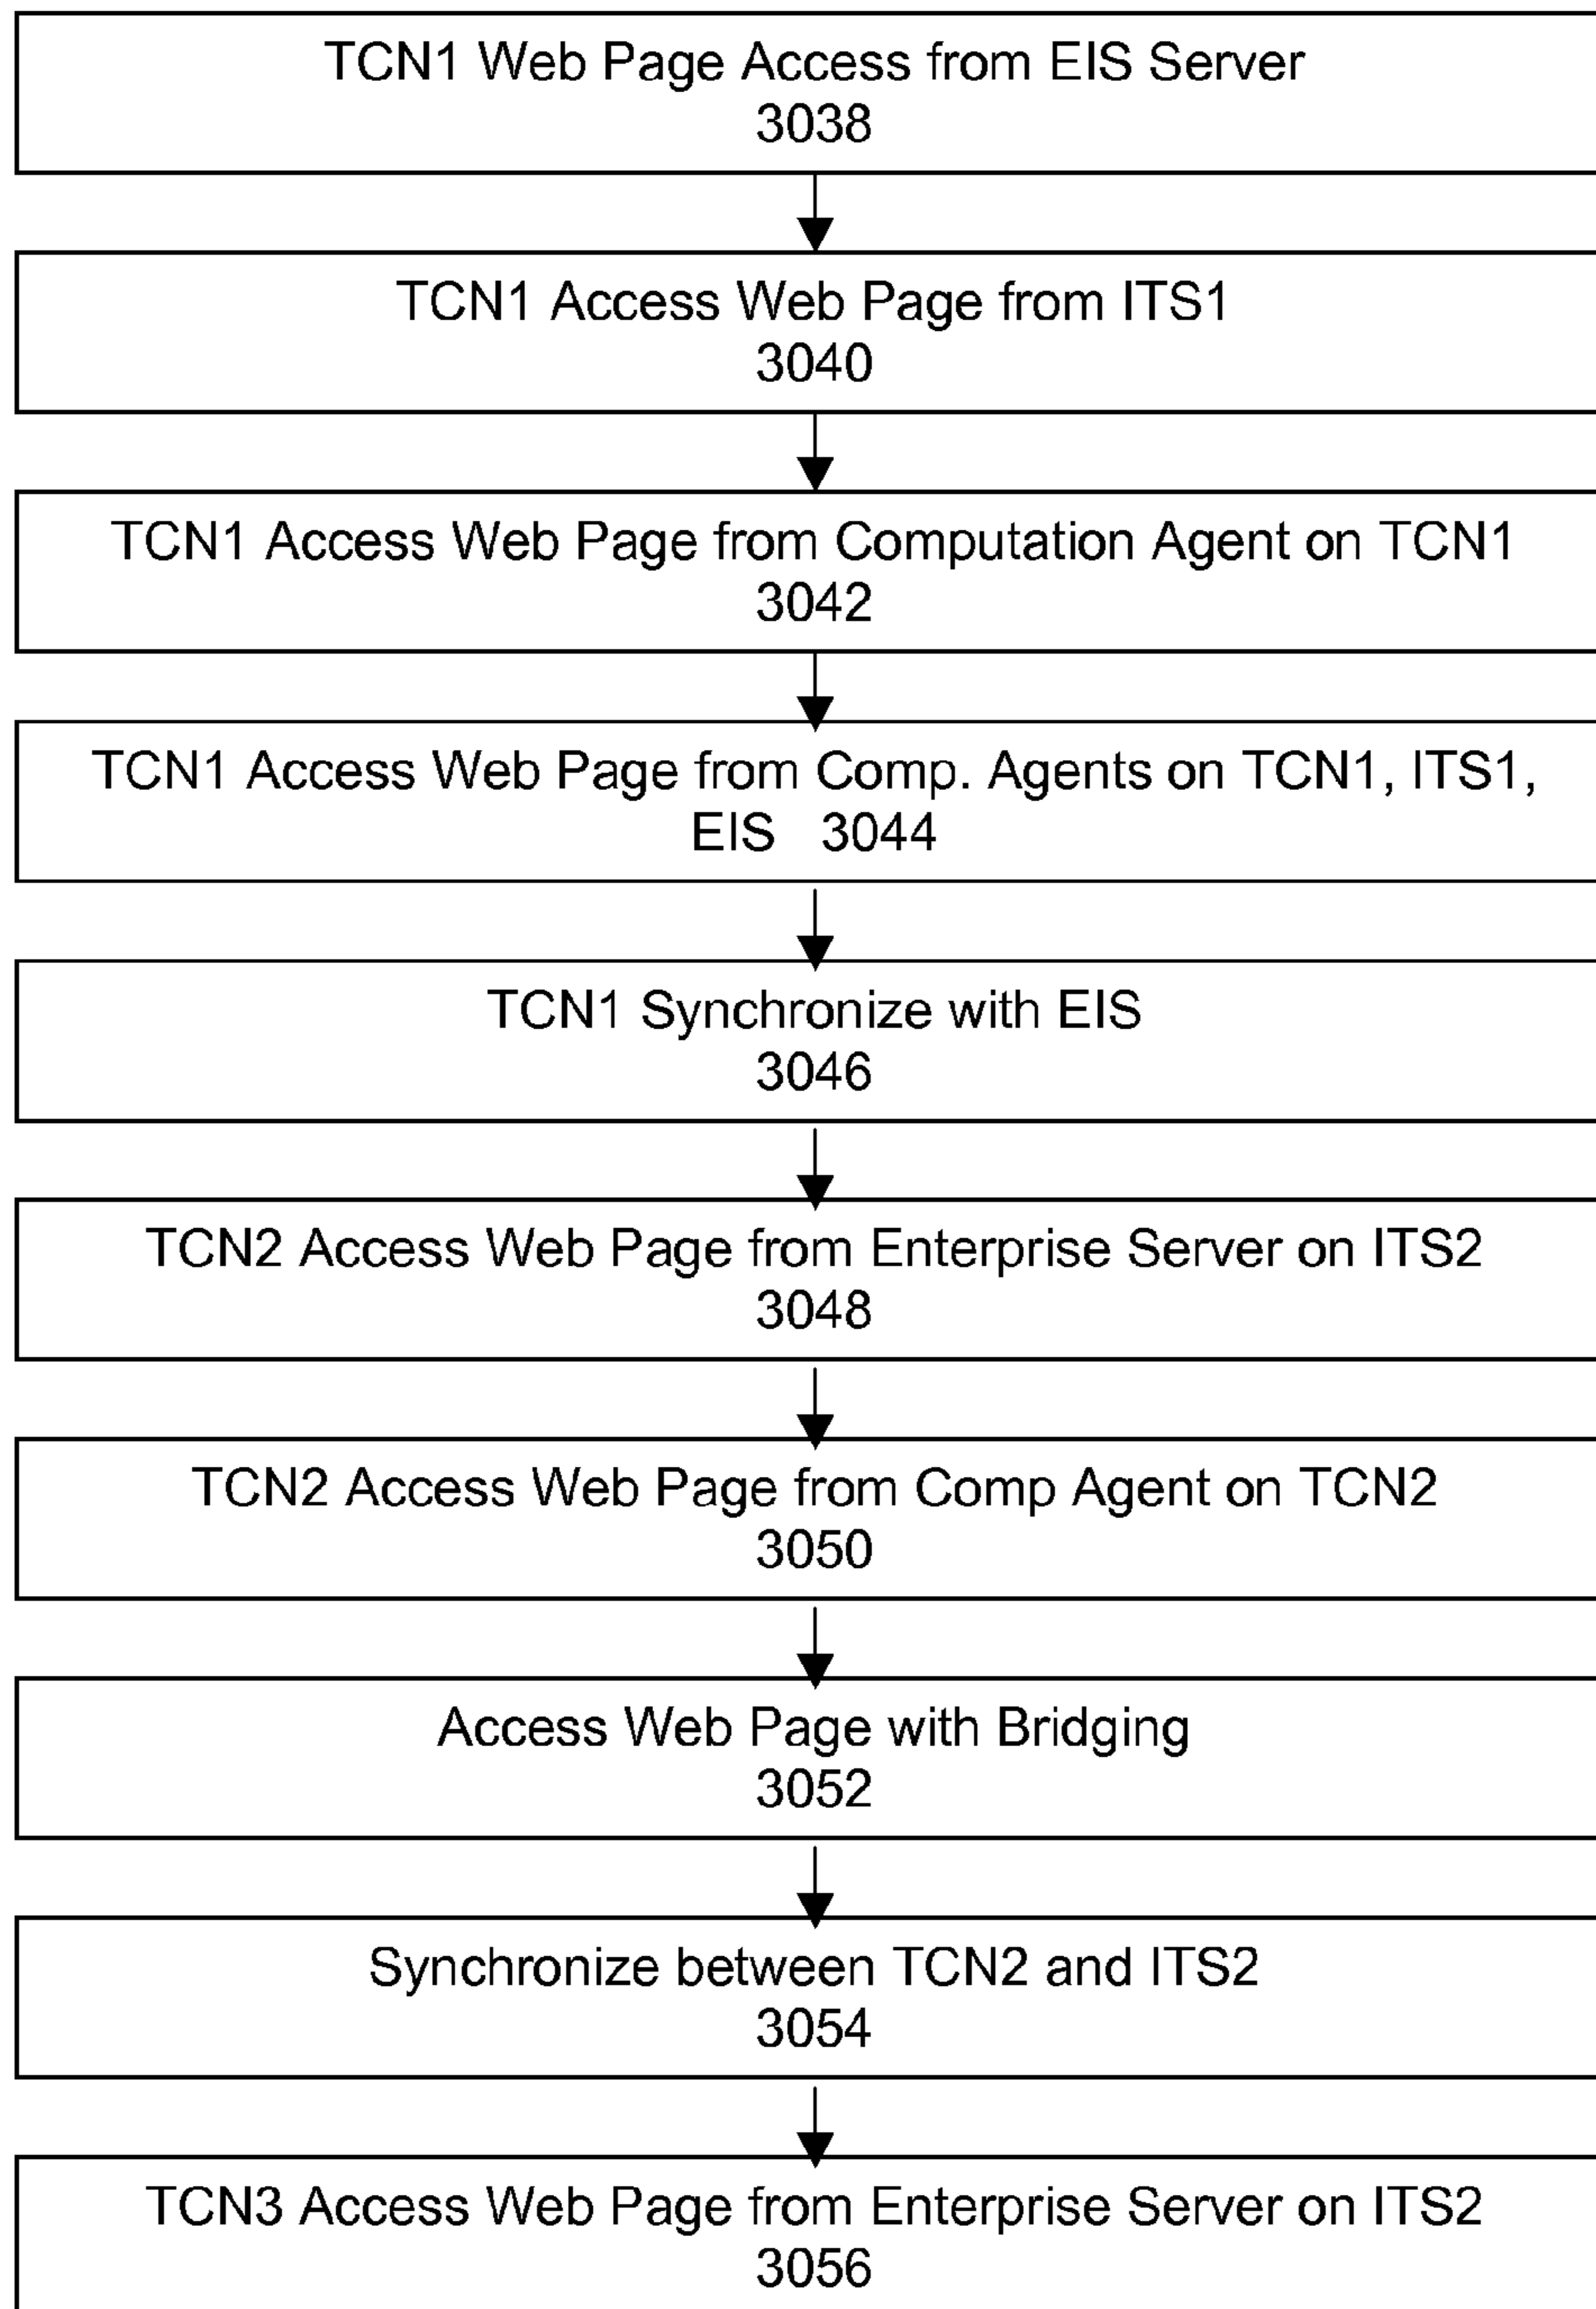 TCN1 Web Page Access from EIS Server
3038
TCN1 Access Web Page from ITS1
3040
TCN1 Access Web Page from Computation Agent on TCN1
3042
TCN1 Access Web Page from Comp. Agents on TCN1, ITS1,
EIS 3044
TCN1 Synchronize with EIS
3046
TCN2 Access Web Page from Enterprise Server on ITS2
3048
TCN2 Access Web Page from Comp Agent on TCN2
3050
Access Web Page with Bridging
3052
Synchronize between TCN2 and ITS2
3054
TCN3 Access Web Page from Enterprise Server on ITS2
3056